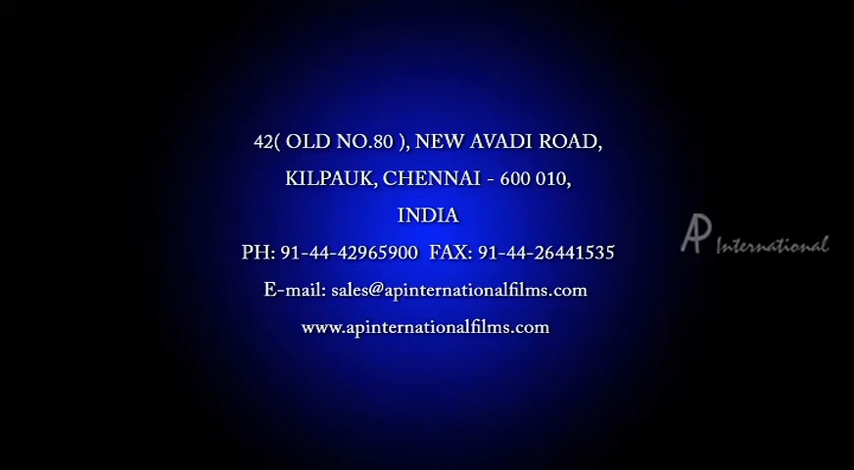 42( OLD NO.80 ), NEW AVADI ROAD,
KILPAUK, CHENNAI - 600 010,
INDIA
PH: 91-44-42965900 FAX: 91-44-26441535
E-mail: sales@apinternationalfilms.com
www.apinternationalfilms.com
AP International